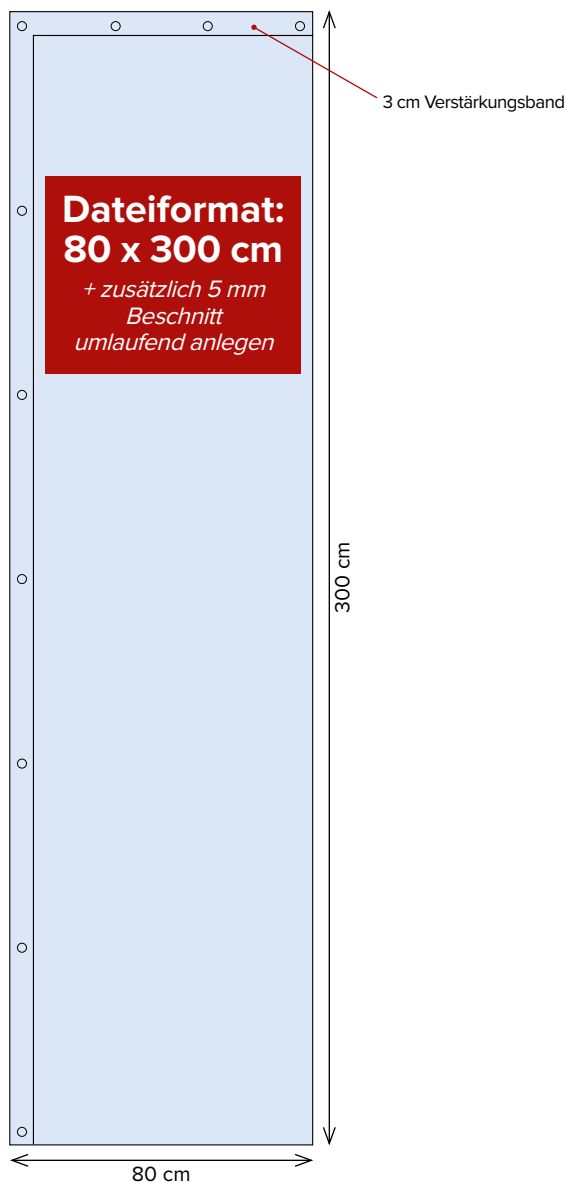 3 cm Verstärkungsband
Dateiformat:
80 x 300 cm
+ zusätzlich 5 mm
Beschnitt
umlaufend anlegen
300 cm
80 cm